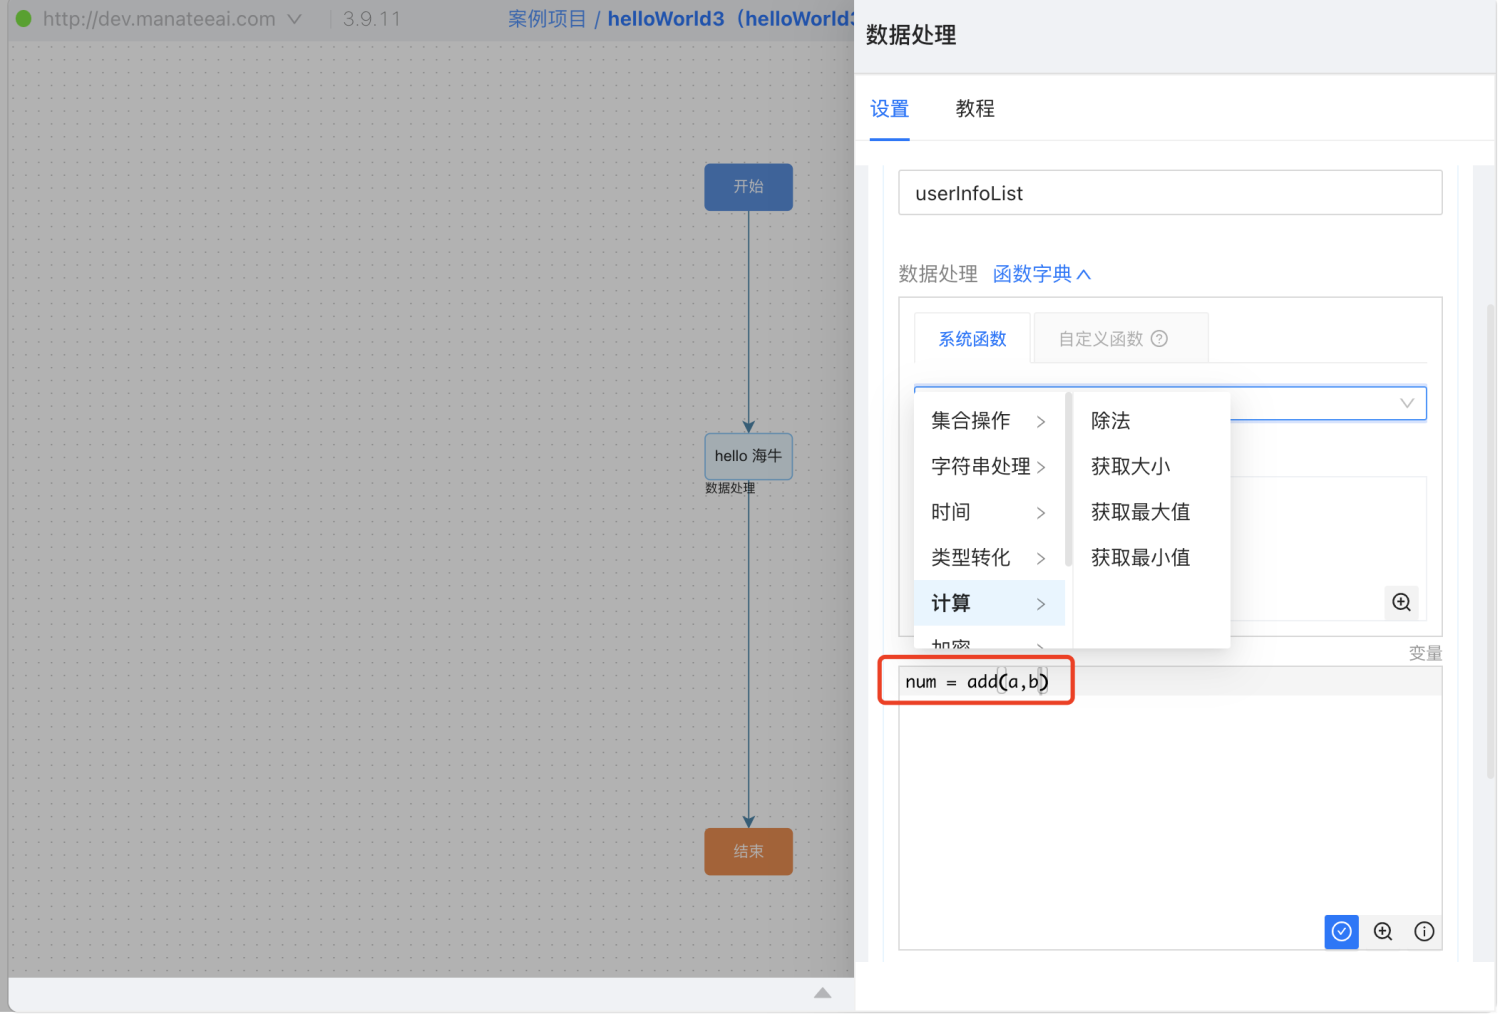 http://dev.manateeai.com
3.9.11
案例项目 / helloWorld3（helloWorld3
数据处理
设置
教程
开始
hello 海牛
数据处理
结束
userInfoList
数据处理 函数字典
系统函数
自定义函数
集合操作
字符串处理
时间
类型转化
计算
加密
除法
获取大小
获取最大值
获取最小值
变量
num = add(a,b)